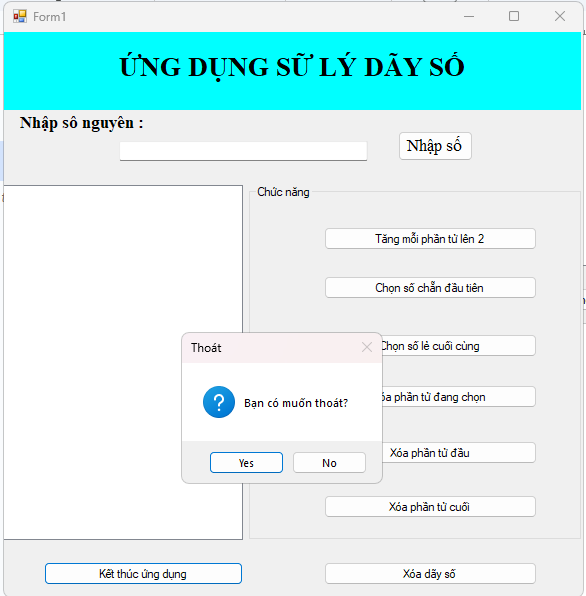 Form1
ỨNG DỤNG SỮ LÝ DÃY SỐ
Nhập sô nguyên :
Nhập số
Chức năng
Tăng mỗi phần tử lên 2
Chọn số chẵn đầu tiên
Chọn số lẻ cuối cùng
phần tử đang chọn
Xóa phần tử đầu
Xóa phần tử cuối
Thoát
Bạn có muốn thoát?
Yes
No
Kết thúc ứng dụng
Xóa dãy số